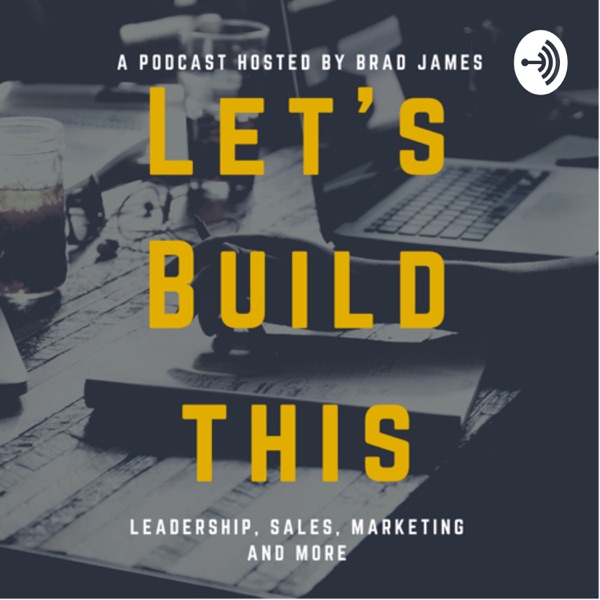 A PODCAST HOSTED BY BRAD JAMES
LET'S
BUILD
THIS
LEADERSHIP, SALES, MARKETING
AND MORE